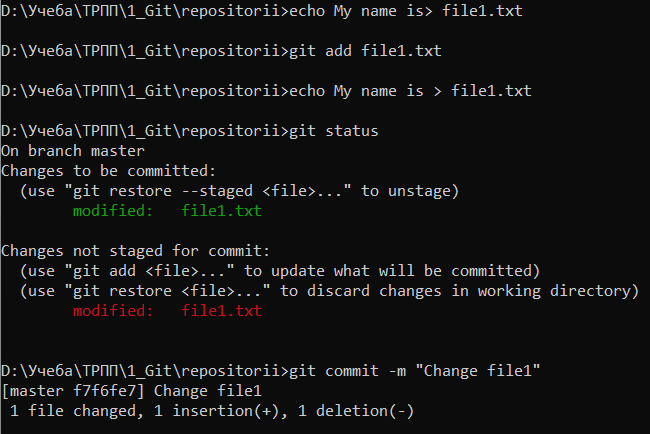 D:\Учеба\ТРПП\1_Git\repositorii>echo My name is> file1.txt
D:\Учеба\ТРПП\1_Git\repositorii>git add file1.txt
D:\Учеба\ТРПП\1_Git\repositorii>echo My name is > file1.txt
D:\Учеба\ТРПП\1_Git\repositorii>git status
On branch master
Changes to be committed:
  (use "git restore --staged <file>..." to unstage)
        modified:   file1.txt
Changes not staged for commit:
  (use "git add <file>..." to update what will be committed)
  (use "git restore <file>..." to discard changes in working directory)
        modified:   file1.txt
D:\Учеба\ТРПП\1_Git\repositorii>git commit -m "Change file1"
[master f7f6fe7] Change file1
 1 file changed, 1 insertion(+), 1 deletion(-)